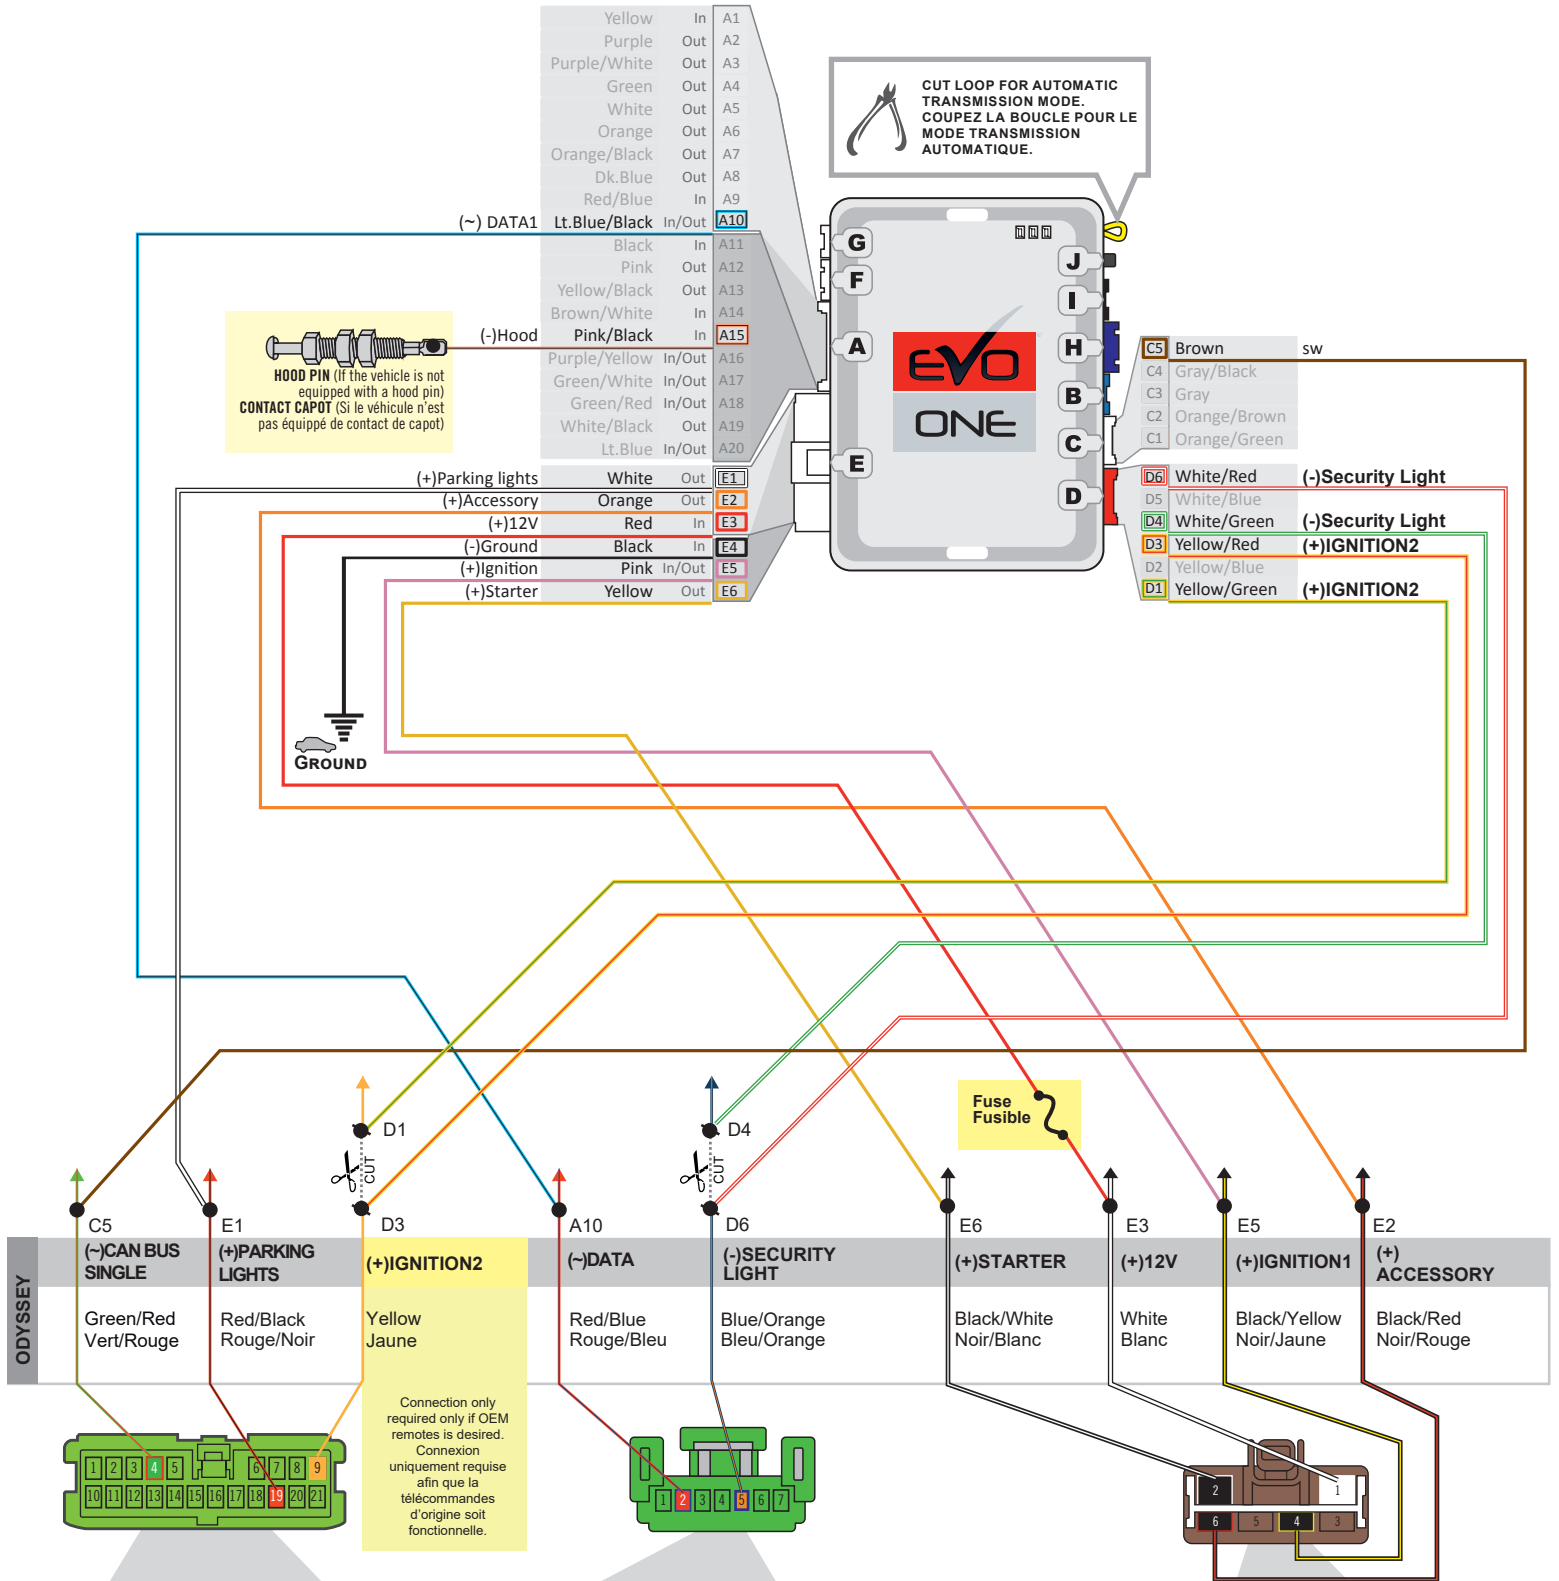 Yellow In A1
Purple Out A2
Purple/White Out A3
Green Out A4
White Out A5
Orange Out A6
Orange/Black Out A7
Dk.Blue Out A8
Red/Blue In A9
(~) DATA1 Lt.Blue/Black In/Out A10
Black In A11
Pink Out A12
Yellow/Black Out A13
Brown/White In A14
(-)Hood Pink/Black In A15
Purple/Yellow In/Out A16
Green/White In/Out A17
Green/Red In/Out A18
White/Black Out A19
Lt.Blue In/Out A20
(+)Parking lights White Out E1
(+)Accessory Orange Out E2
(+)12V Red In E3
(-)Ground Black In E4
(+)Ignition Pink In/Out E5
(+)Starter Yellow Out E6
HOOD PIN (If the vehicle is not
equipped with a hood pin)
CONTACT CAPOT (Si le véhicule n'est
pas équippé de contact de capot)
CUT LOOP FOR AUTOMATIC
TRANSMISSION MODE.
COUPEZ LA BOUCLE POUR LE
MODE TRANSMISSION
AUTOMATIQUE.
G
F
A
E
J
I
H
B
C
D
EVO
ONE
C5 Brown sw
C4 Gray/Black
C3 Gray
C2 Orange/Brown
C1 Orange/Green
D6 White/Red (-)Security Light
D5 White/Blue
D4 White/Green (-)Security Light
D3 Yellow/Red (+)IGNITION2
D2 Yellow/Blue
D1 Yellow/Green (+)IGNITION2
GROUND
Fuse
Fusible
D1
CUT
D3
D4
CUT
D6
C5
E1
A10
E6
E3
E5
E2
ODYSSEY
(~)CAN BUS
SINGLE
Green/Red
Vert/Rouge
(+)PARKING
LIGHTS
Red/Black
Rouge/Noir
(+)IGNITION2
Yellow
Jaune
Connection only
required only if OEM
remotes is desired.
Connexion
uniquement requise
afin que la
télécommandes
d'origine soit
fonctionnelle.
(~)DATA
Red/Blue
Rouge/Bleu
(-)SECURITY
LIGHT
Blue/Orange
Bleu/Orange
(+)STARTER
Black/White
Noir/Blanc
(+)12V
White
Blanc
(+)IGNITION1
Black/Yellow
Noir/Jaune
(+)
ACCESSORY
Black/Red
Noir/Rouge
1 2 3 4 5 6 7 8 9
10 11 12 13 14 15 16 17 18 19 20 21
1 2 3 4 5 6 7
2 1
6 5 4 3